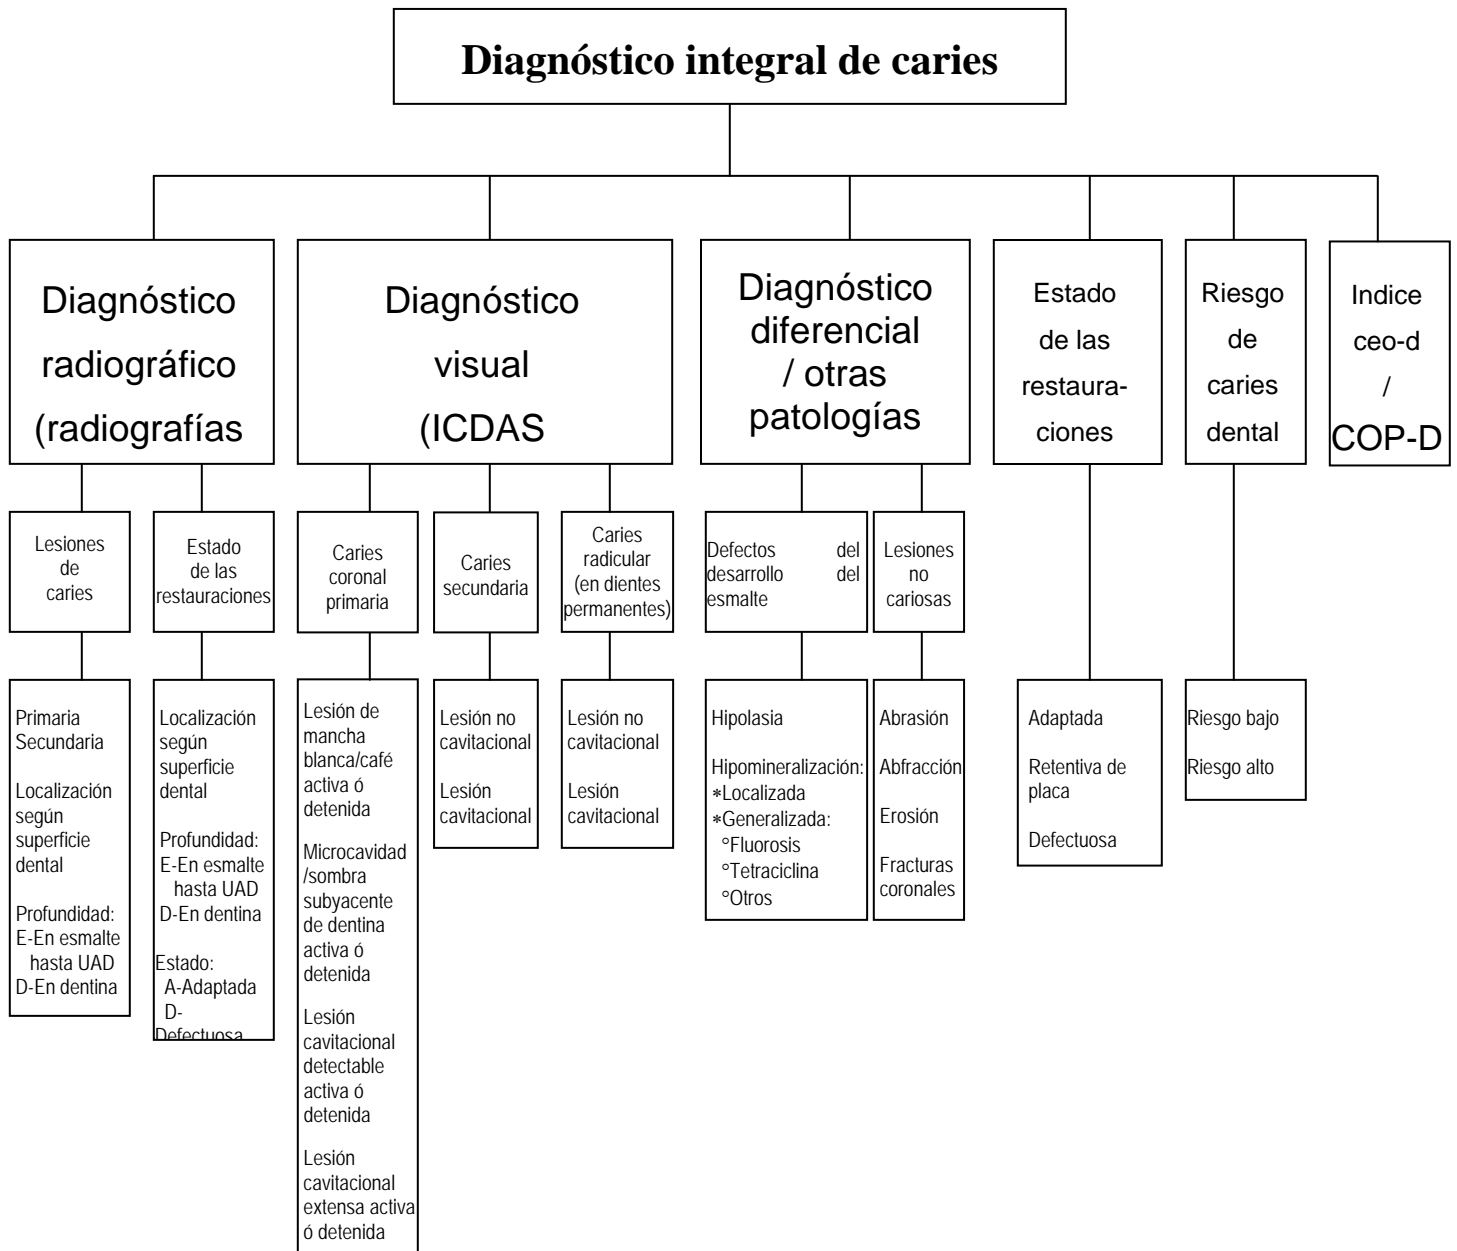 Diagnóstico integral de caries
Diagnóstico
radiográfico
(radiografías
Diagnóstico
visual
(ICDAS
Diagnóstico
diferencial
/ otras
patologías
Estado
de las
restaura-
ciones
Riesgo
de
caries
dental
Indice
ceo-d
/
COP-D
Lesiones
de
caries
Estado
de las
restauraciones
Caries
coronal
primaria
Caries
secundaria
Caries
radicular
(en dientes
permanentes)
Defectos del
desarrollo del
esmalte
Lesiones
no
cariosas
Primaria
Secundaria
Localización
según
superficie
dental
Profundidad:
E-En esmalte
hasta UAD
D-En dentina
Localización
según
superficie
dental
Profundidad:
E-En esmalte
hasta UAD
D-En dentina
Estado:
A-Adaptada
D-
Defectuosa
Lesión de
mancha
blanca/café
activa ó
detenida
Microcavidad
/sombra
subyacente
de dentina
activa ó
detenida
Lesión
cavitacional
detectable
activa ó
detenida
Lesión
cavitacional
extensa activa
ó detenida
Lesión no
cavitacional
Lesión
cavitacional
Lesión no
cavitacional
Lesión
cavitacional
Hipolasia
Hipomineralización:
*Localizada
*Generalizada:
°Fluorosis
°Tetraciclina
°Otros
Abrasión
Abfracción
Erosión
Fracturas
coronales
Adaptada
Retentiva de
placa
Defectuosa
Riesgo bajo
Riesgo alto